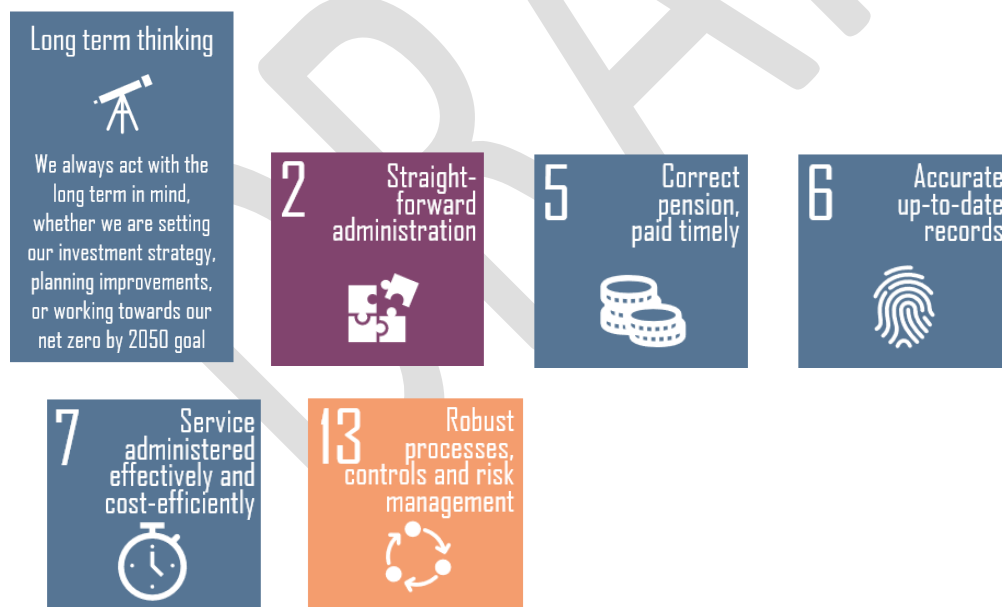 Long term thinking
We always act with the
long term in mind,
whether we are setting
our investment strategy,
planning improvements,
or working towards our
net zero by 2050 goal
2
Straight-
forward
administration
5
Correct
pension,
paid timely
6
Accurate
up-to-date
records
7
Service
administered
effectively and
cost-efficiently
13
Robust
processes,
controls and risk
management